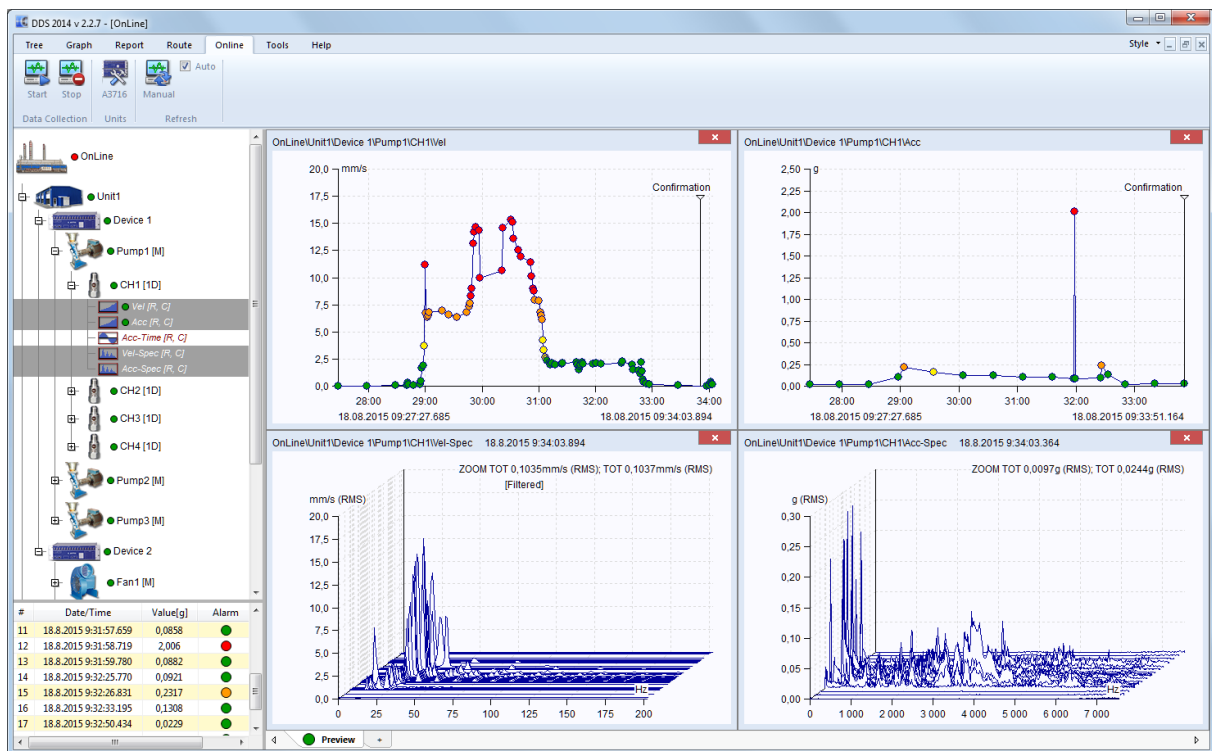 DDS 2014 v 2.2.7 - [OnLine]
Tree Graph Report Route Online Tools Help Style
Auto
Start Stop A3716 Manual
Data Collection Units Refresh
OnLine
Unit1
Device 1
Pump1 [M]
CH1 [1D]
Vel [R, C]
Acc [R, C]
Acc-Time [R, C]
Vel-Spec [R, C]
Acc-Spec [R, C]
CH2 [1D]
CH3 [1D]
CH4 [1D]
Pump2 [M]
Pump3 [M]
Device 2
Fan1 [M]
# Date/Time Value[g] Alarm
11 18.8.2015 9:31:57.659 0,0858
12 18.8.2015 9:31:58.719 2,006
13 18.8.2015 9:31:59.780 0,0882
14 18.8.2015 9:32:25.770 0,0921
15 18.8.2015 9:32:26.831 0,2317
16 18.8.2015 9:32:33.195 0,1308
17 18.8.2015 9:32:50.434 0,0229
OnLine\Unit1\Device 1\Pump1\CH1\Vel
20,0 mm/s
Confirmation
17,5
15,0
12,5
10,0
7,5
5,0
2,5
0,0
28:00 29:00 30:00 31:00 32:00 33:00 34:00
18.08.2015 09:27:27.685 18.08.2015 09:34:03.894
OnLine\Unit1\Device 1\Pump1\CH1\Acc
2,50 g
2,25
Confirmation
2,00
1,75
1,50
1,25
1,00
0,75
0,50
0,25
0,00
28:00 29:00 30:00 31:00 32:00 33:00
18.08.2015 09:27:27.685 18.08.2015 09:33:51.164
OnLine\Unit1\Device 1\Pump1\CH1\Vel-Spec 18.8.2015 9:34:03.894
ZOOM TOT 0,1035mm/s (RMS); TOT 0,1037mm/s (RMS)
[Filtered]
mm/s (RMS)
20,0
17,5
15,0
12,5
10,0
7,5
5,0
2,5
0,0
Hz
0 25 50 75 100 125 150 175 200
OnLine\Unit1\Device 1\Pump1\CH1\Acc-Spec 18.8.2015 9:34:03.364
ZOOM TOT 0,0097g (RMS); TOT 0,0244g (RMS)
g (RMS)
0,30
0,25
0,20
0,15
0,10
0,05
0,00
Hz
0 1 000 2 000 3 000 4 000 5 000 6 000 7 000
Preview +